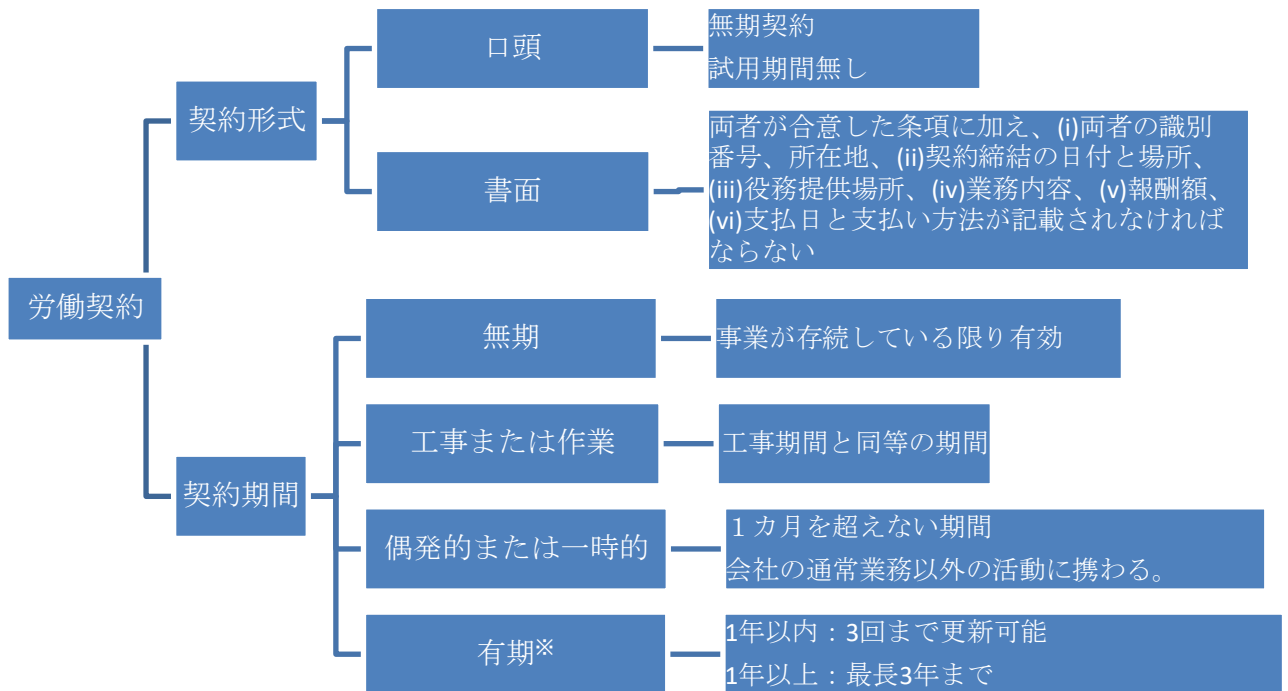 労働契約
契約形式
口頭
無期契約
試用期間無し
書面
両者が合意した条項に加え、(i)両者の識別
番号、所在地、(ii)契約締結の日付と場所、
(iii)役務提供場所、(iv)業務内容、(v)報酬額、
(vi)支払日と支払い方法が記載されなければ
ならない
契約期間
無期
事業が存続している限り有効
工事または作業
工事期間と同等の期間
偶発的または一時的
１カ月を超えない期間
会社の通常業務以外の活動に携わる。
有期※
1年以内：3回まで更新可能
1年以上：最長3年まで